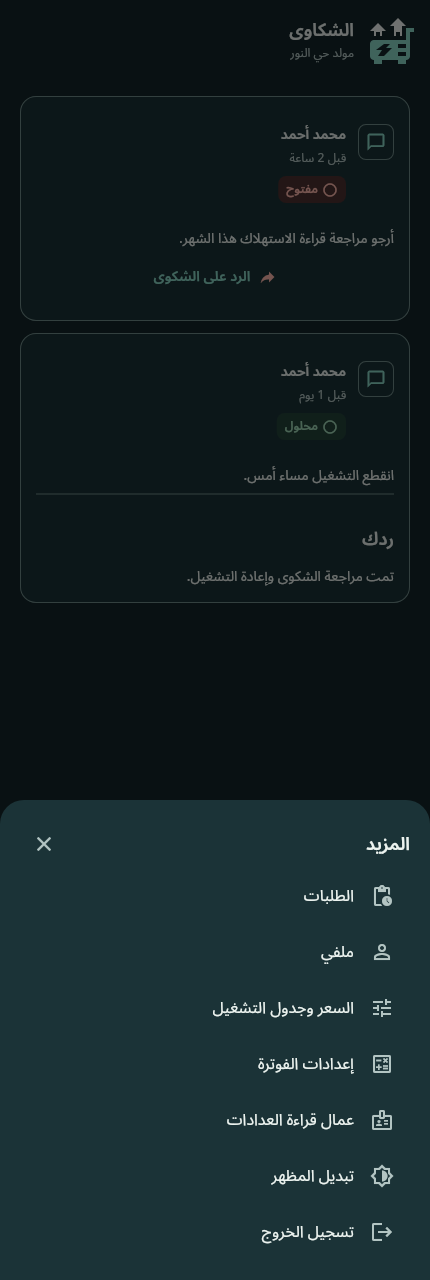 الشكاوى
مولد حي النور
محمد أحمد
قبل 2 ساعة
مفتوح
أرجو مراجعة قراءة الاستهلاك هذا الشهر.
الرد على الشكوى
محمد أحمد
قبل 1 يوم
محلول
انقطع التشغيل مساء أمس.
ردك
تمت مراجعة الشكوى وإعادة التشغيل.
المزيد
الطلبات
ملفي
السعر وجدول التشغيل
إعدادات الفوترة
عمال قراءة العدادات
تبديل المظهر
تسجيل الخروج